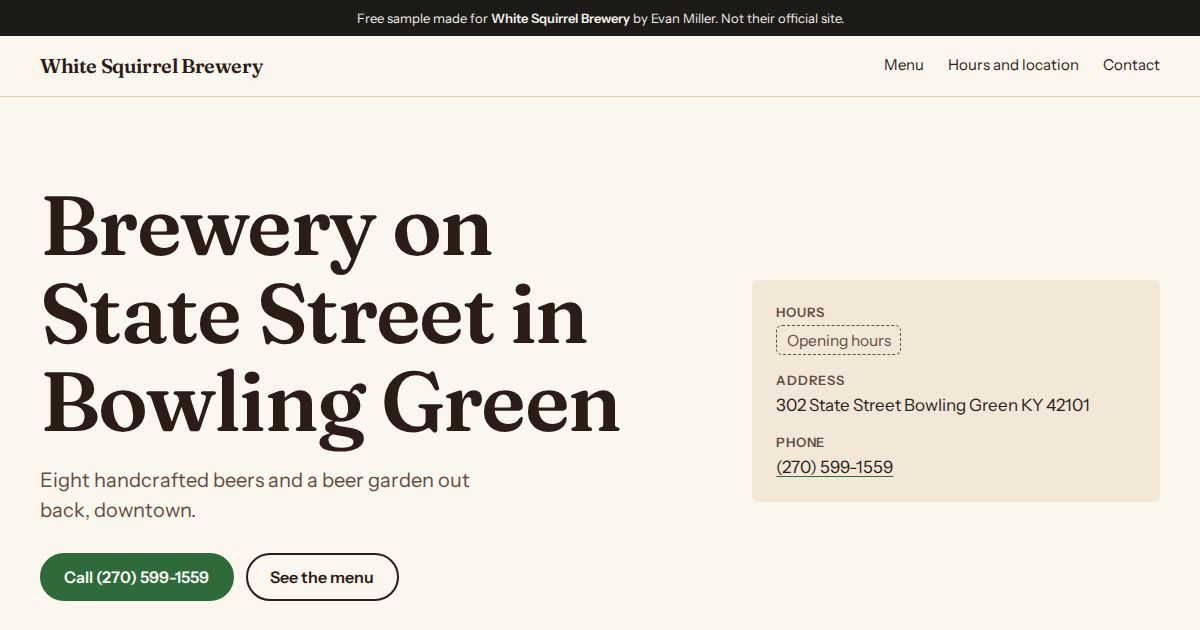 Free sample made for White Squirrel Brewery by Evan Miller. Not their official site.
White Squirrel Brewery
Menu
Hours and location
Contact
Brewery on
State Street in
Bowling Green
Eight handcrafted beers and a beer garden out
back, downtown.
Call (270) 599-1559
See the menu
HOURS
Opening hours
ADDRESS
302 State Street Bowling Green KY 42101
PHONE
(270) 599-1559